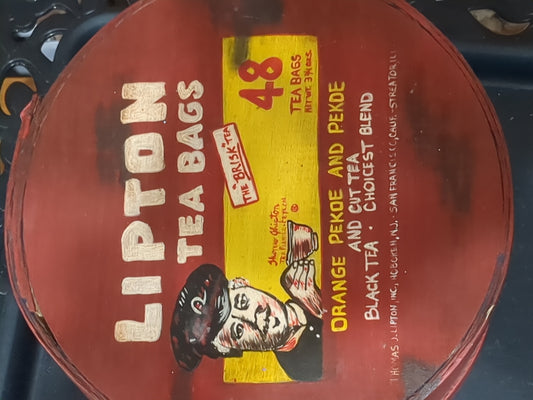 LIPTON
TEA BAGS
THE "BRISK" TEA
48
TEA BAGS
ORANGE PEKOE AND PEKOE
AND CUT TEA
BLACK TEA · CHOICEST BLEND
THOMAS J. LIPTON, INC, HOBOKEN, N.J. SAN FRANCISCO, CALIF.